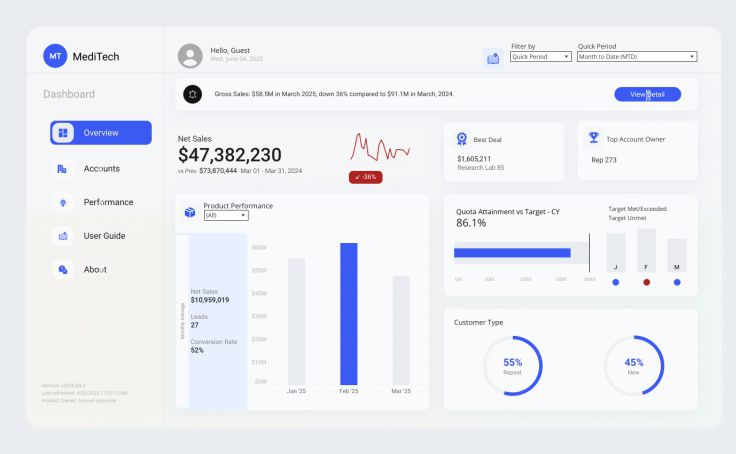 MT MediTech
Hello, Guest
Wed, June 04, 2025
Filter by
Quick Period
Quick Period
Month to Date (MTD)
Dashboard
Gross Sales: $58.5M in March 2025, down 36% compared to $91.1M in March, 2024.
View Detail
Overview
Accounts
Performance
User Guide
About
Net Sales
$47,382,230
vs Prev. $73,870,444 Mar 01 - Mar 31, 2024
↙ -36%
Best Deal
$1,605,211
Research Lab 85
Top Account Owner
Rep 273
Product Performance
(All)
Monthly Average
Net Sales
$10,959,019
Leads
27
Conversion Rate
52%
$60M
$50M
$40M
$30M
$20M
$10M
$0M
Jan '25
Feb '25
Mar '25
Quota Attainment vs Target - CY
86.1%
0M
50M
100M
150M
200M
Target Met/Exceeded
Target Unmet
J
F
M
Customer Type
55%
Repeat
45%
New
Version: v2025.04.2
Last refreshed: 4/25/2025 11:55:13 AM
Product Owner: Samuel